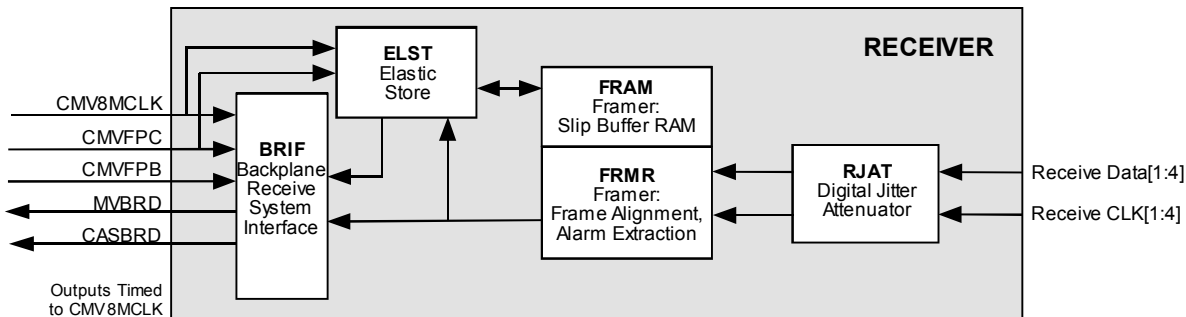 RECEIVER
ELST
Elastic
Store
FRAM
Framer:
Slip Buffer RAM
CMV8MCLK
CMVFPC
CMVFPB
MVBRD
CASBRD
BRIF
Backplane
Receive
System
Interface
FRMR
Framer:
Frame Alignment,
Alarm Extraction
RJAT
Digital Jitter
Attenuator
Receive Data[1:4]
Receive CLK[1:4]
Outputs Timed
to CMV8MCLK